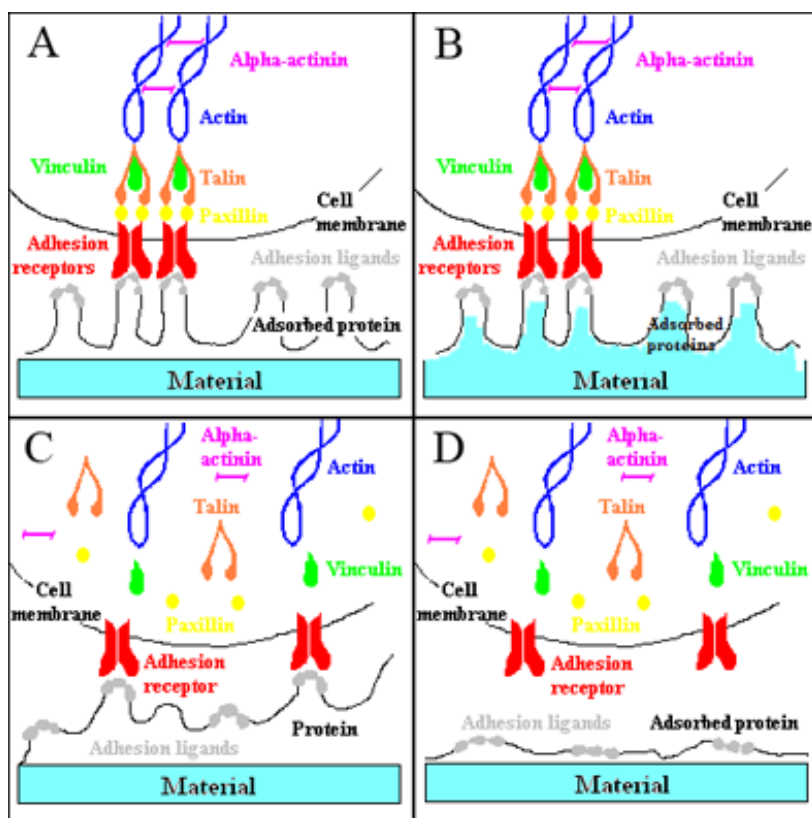 A
Alpha-actinin
Actin
Vinculin
Talin
Cell
membrane
Paxillin
Adhesion
receptors
Adhesion ligands
Adsorbed protein
Material
B
Alpha-actinin
Actin
Vinculin
Talin
Cell
membrane
Paxillin
Adhesion
receptors
Adhesion ligands
Adsorbed
proteins
Material
C
Alpha-
actinin
Actin
Talin
Vinculin
Cell
membrane
Paxillin
Adhesion
receptor
Protein
Adhesion ligands
Material
D
Alpha-
actinin
Actin
Talin
Vinculin
Cell
membrane
Paxillin
Adhesion
receptor
Adhesion ligands
Adsorbed protein
Material